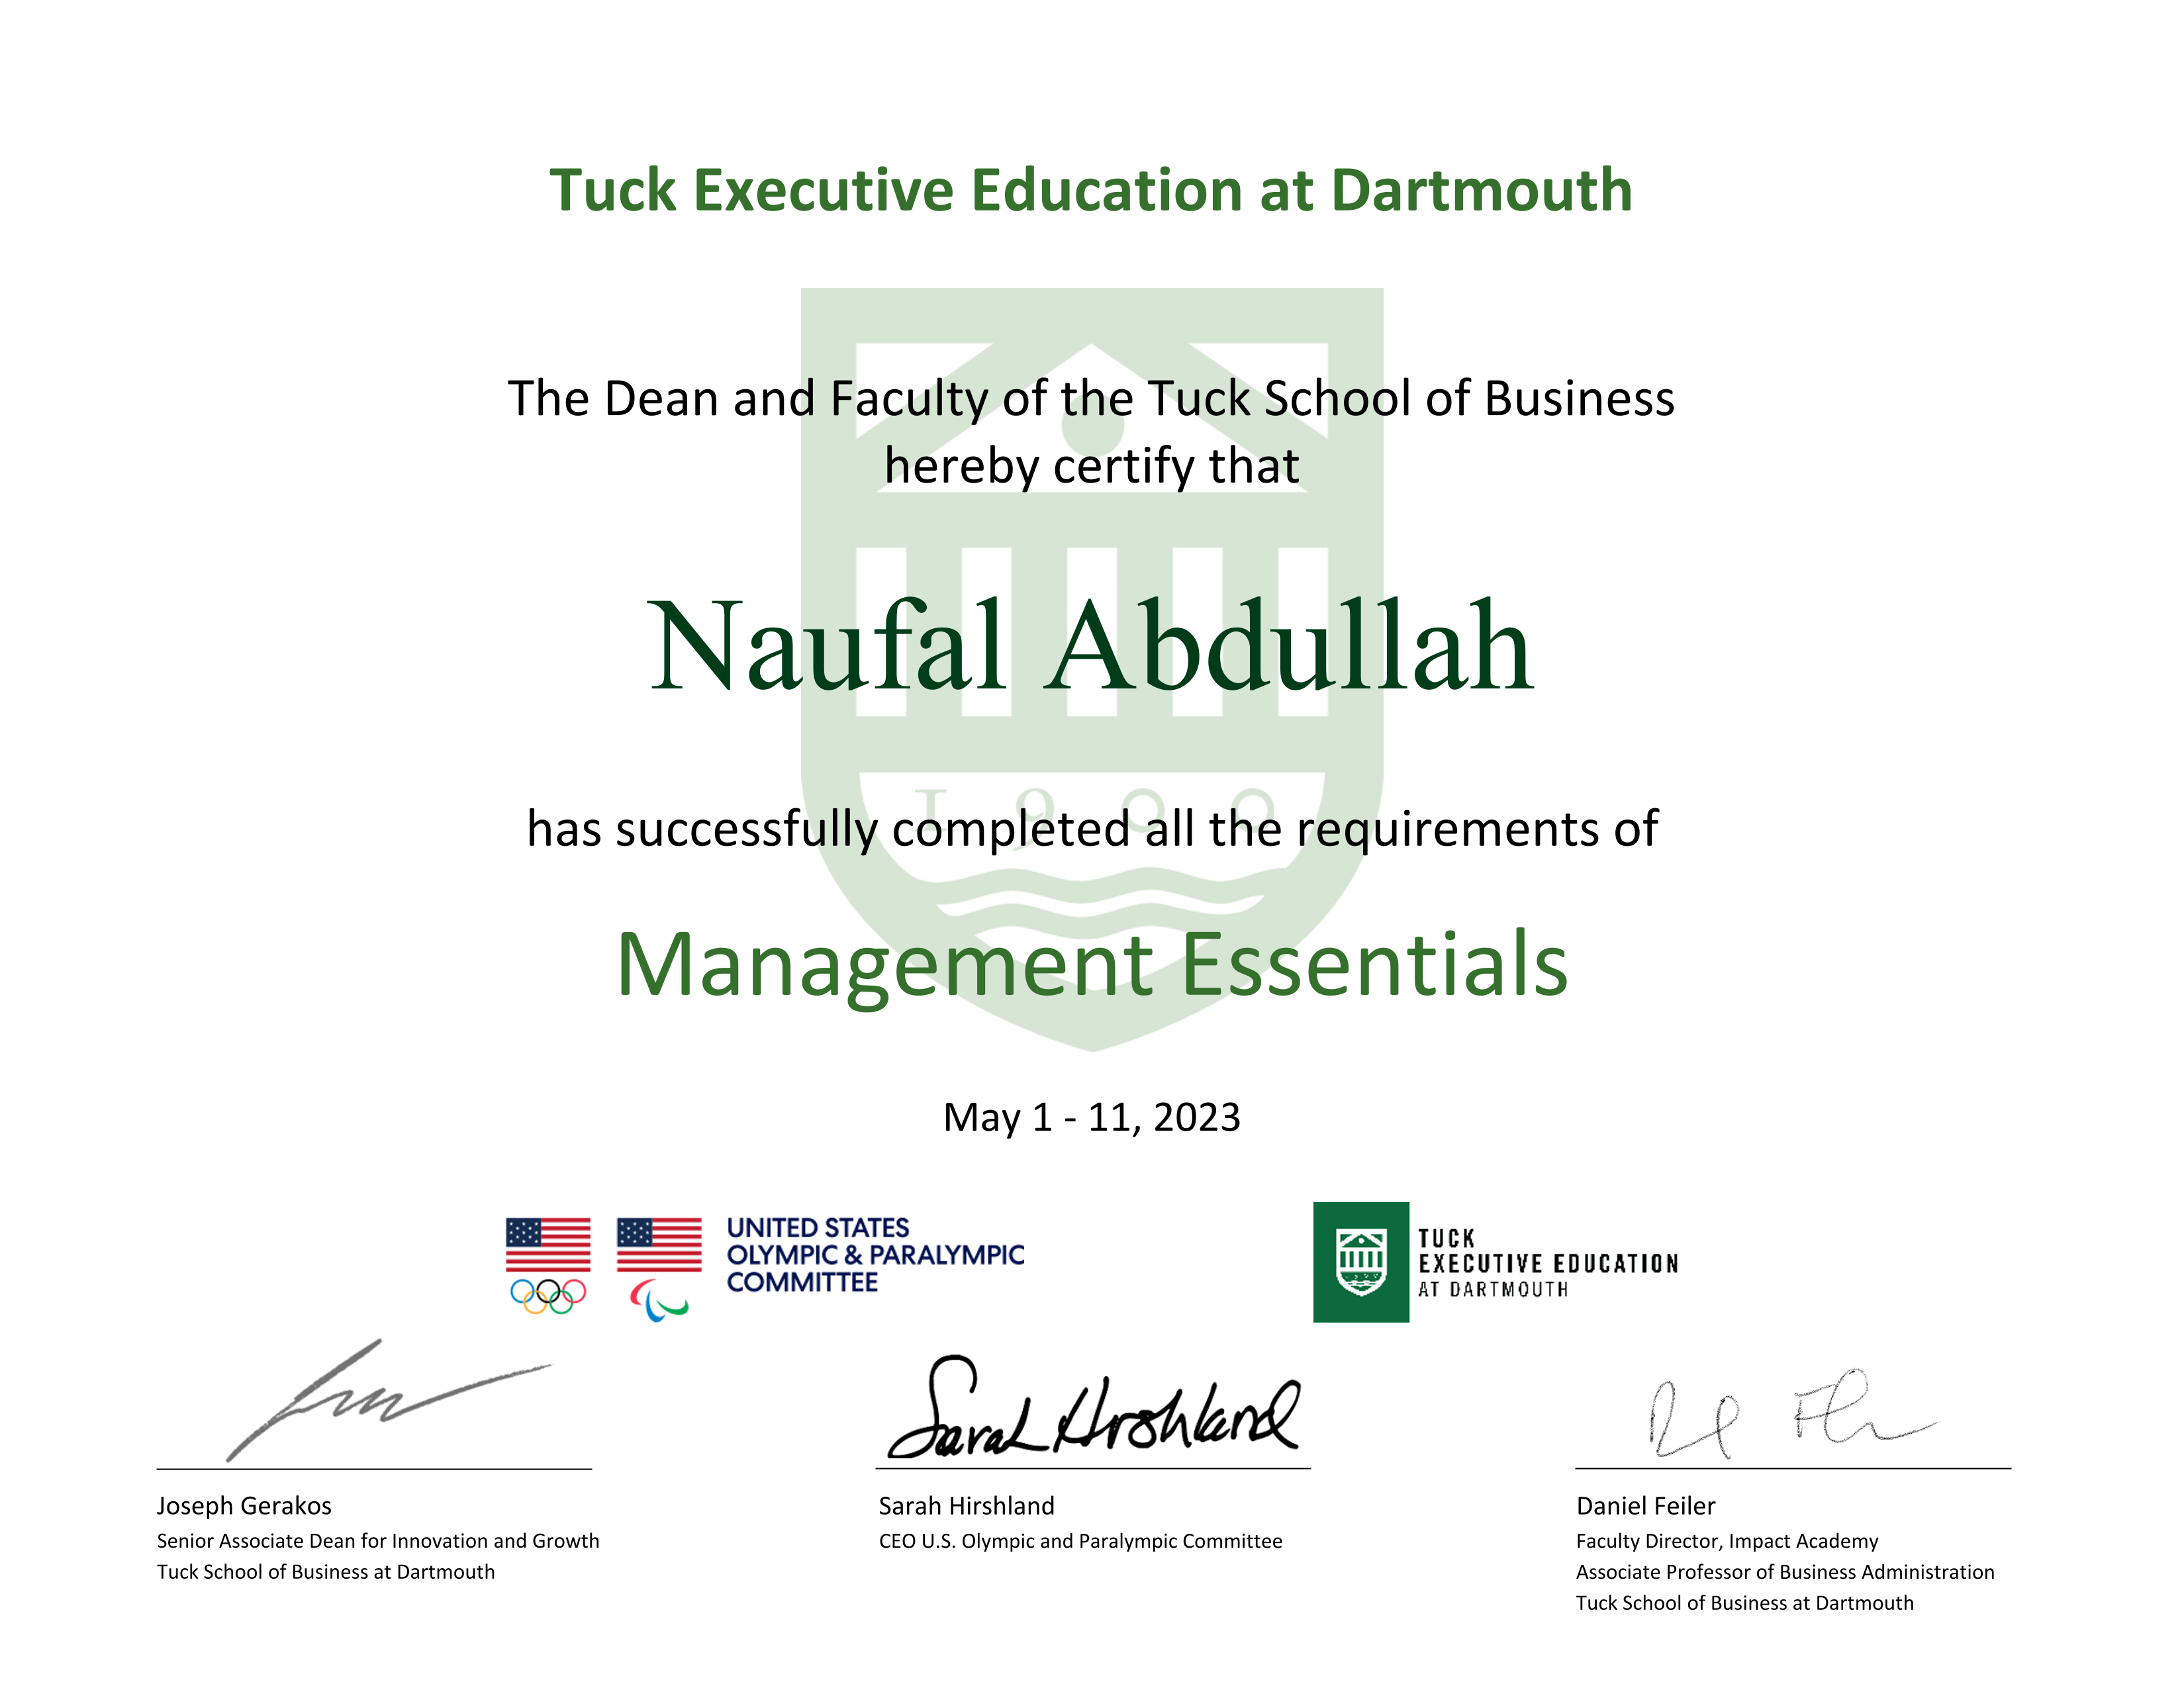 Tuck Executive Education at Dartmouth
The Dean and Faculty of the Tuck School of Business
hereby certify that
Naufal Abdullah
1900
has successfully completed all the requirements of
Management Essentials
May 1 - 11, 2023
UNITED STATES
OLYMPIC & PARALYMPIC
COMMITTEE
TUCK
EXECUTIVE EDUCATION
AT DARTMOUTH
Sarah Hirshland
Joseph Gerakos
Senior Associate Dean for Innovation and Growth
Tuck School of Business at Dartmouth
Sarah Hirshland
CEO U.S. Olympic and Paralympic Committee
Daniel Feiler
Faculty Director, Impact Academy
Associate Professor of Business Administration
Tuck School of Business at Dartmouth